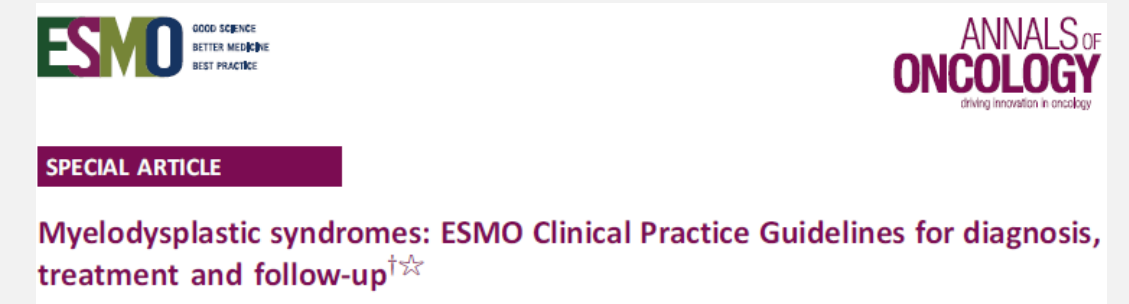 ESMO
GOOD SCIENCE
BETTER MEDICINE
BEST PRACTICE
ANNALS OF
ONCOLOGY
driving innovation in oncology
SPECIAL ARTICLE
Myelodysplastic syndromes: ESMO Clinical Practice Guidelines for diagnosis,
treatment and follow-up†☆